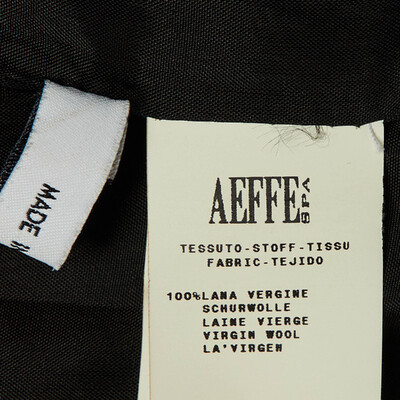 MADE
AEFFE SPA
TESSUTO-STOFF-TISSU
FABRIC-TEJIDO
100%LANA VERGINE
SCHURWOLLE
LAINE VIERGE
VIRGIN WOOL
LA'VIRGEN